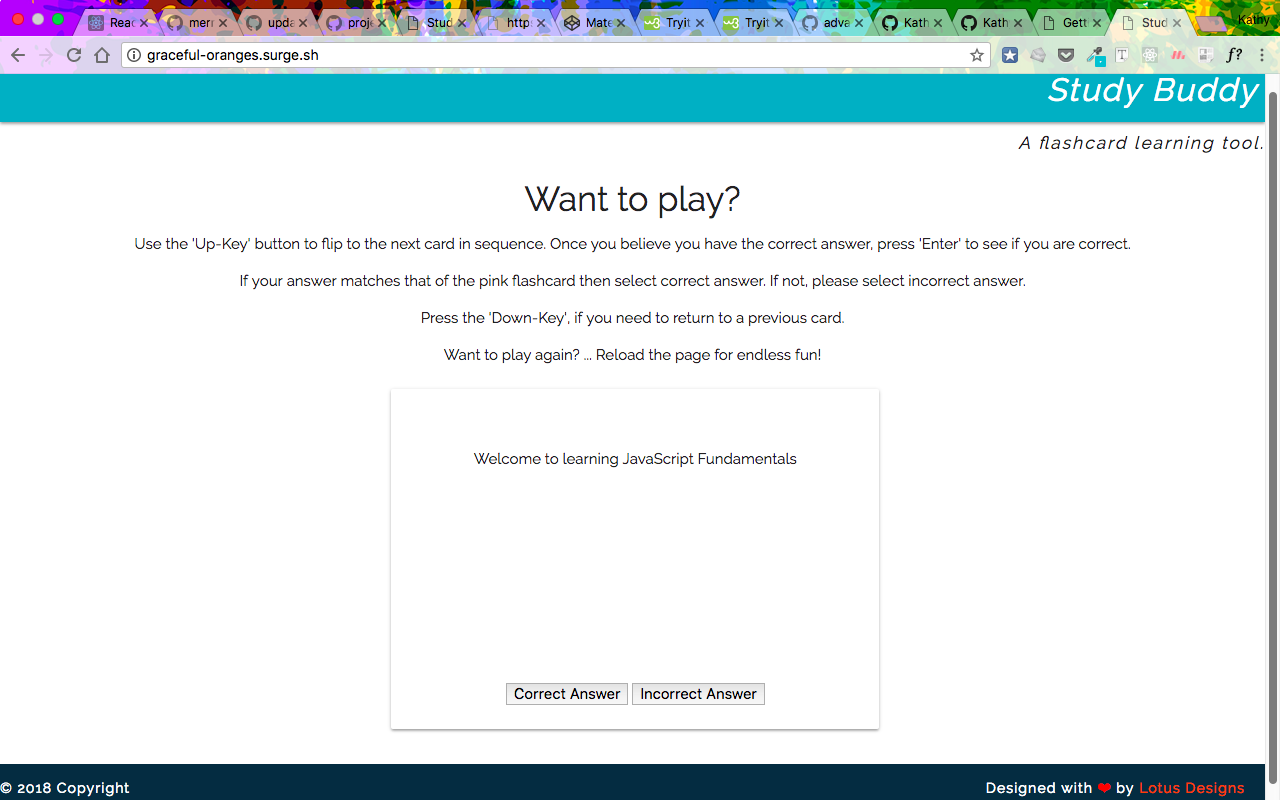 Reac merr upda proje Stud http Mate Tryit Tryit adva Kath Kath Gett Stud Kathy
graceful-oranges.surge.sh
Study Buddy
A flashcard learning tool.
Want to play?
Use the 'Up-Key' button to flip to the next card in sequence. Once you believe you have the correct answer, press 'Enter' to see if you are correct.
If your answer matches that of the pink flashcard then select correct answer. If not, please select incorrect answer.
Press the 'Down-Key', if you need to return to a previous card.
Want to play again? ... Reload the page for endless fun!
Welcome to learning JavaScript Fundamentals
Correct Answer Incorrect Answer
© 2018 Copyright Designed with ❤ by Lotus Designs